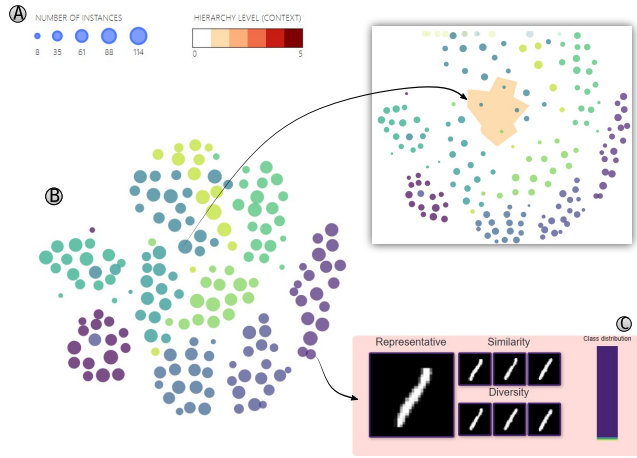 A
NUMBER OF INSTANCES
8 35 61 88 114
HIERARCHY LEVEL (CONTEXT)
0 5
B
C
Representative
Similarity
Diversity
Class distribution